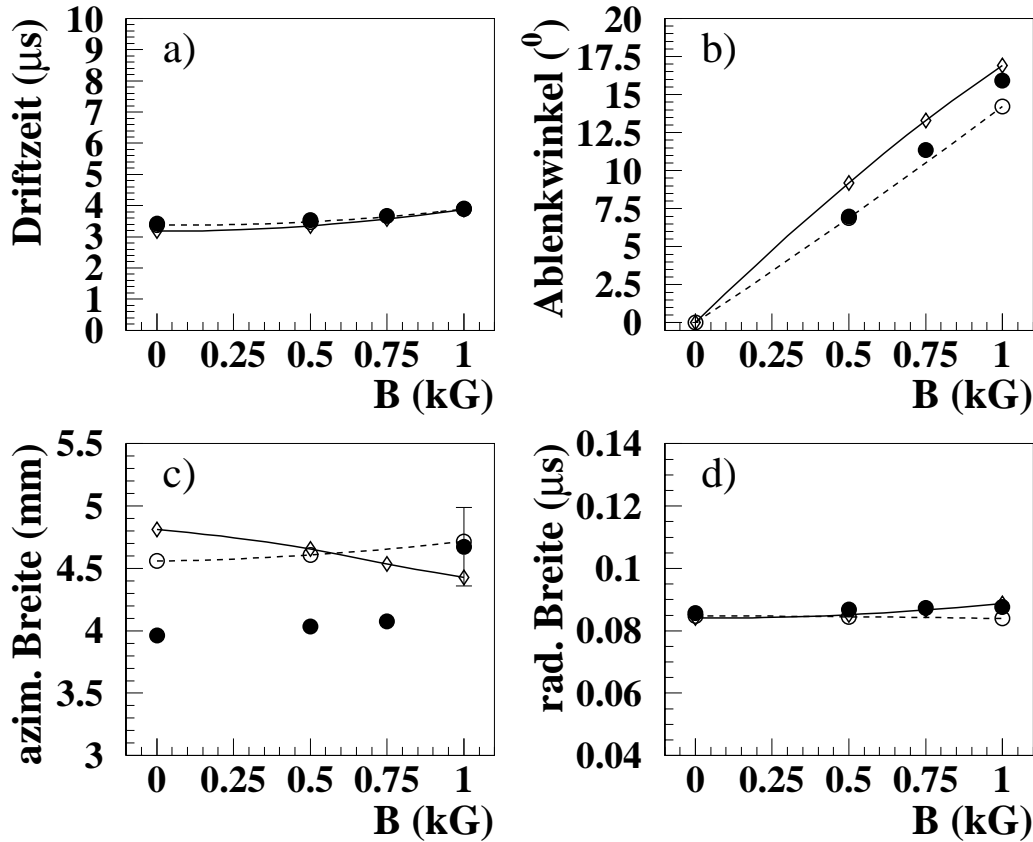 a)
Driftzeit (μs)
10
9
8
7
6
5
4
3
2
1
0
0 0.25 0.5 0.75 1
B (kG)
b)
Ablenkwinkel (⁰)
20
17.5
15
12.5
10
7.5
5
2.5
0
0 0.25 0.5 0.75 1
B (kG)
c)
azim. Breite (mm)
5.5
5
4.5
4
3.5
3
0 0.25 0.5 0.75 1
B (kG)
d)
rad. Breite (μs)
0.14
0.12
0.1
0.08
0.06
0.04
0 0.25 0.5 0.75 1
B (kG)